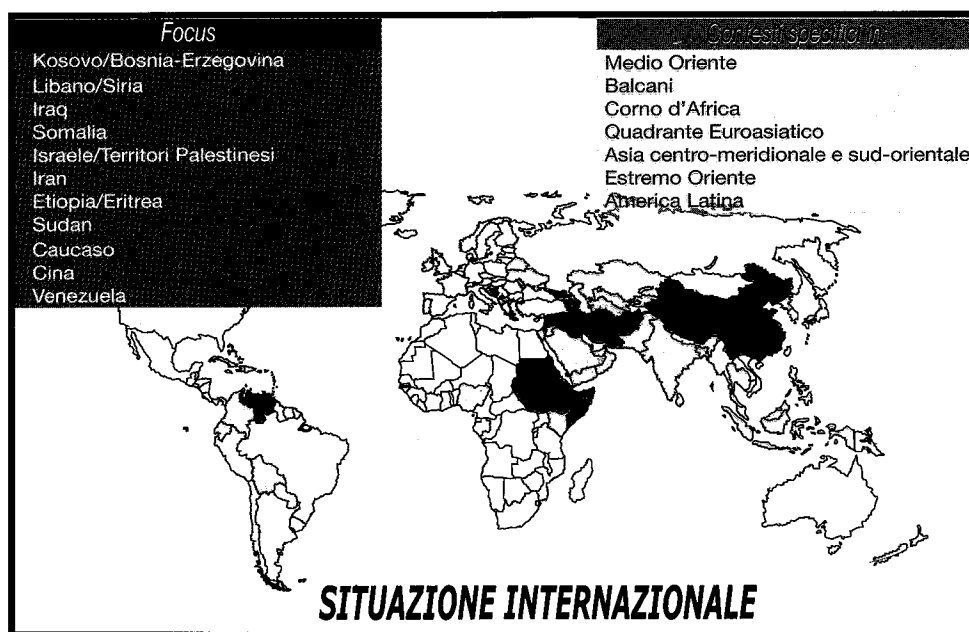 Focus
Kosovo/Bosnia-Erzegovina
Libano/Siria
Iraq
Somalia
Israele/Territori Palestinesi
Iran
Etiopia/Eritrea
Sudan
Caucaso
Cina
Venezuela
Contesti specifici in
Medio Oriente
Balcani
Corno d'Africa
Quadrante Euroasiatico
Asia centro-meridionale e sud-orientale
Estremo Oriente
America Latina
SITUAZIONE INTERNAZIONALE